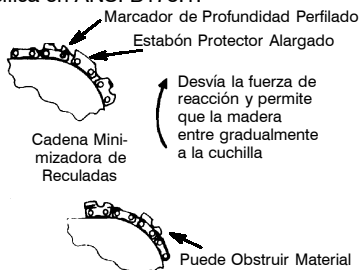 Marcador de Profundidad Perfilado
Estabón Protector Alargado
Desvía la fuerza de
reacción y permite
que la madera
entre gradualmente
a la cuchilla
Cadena Mini-
mizadora de
Reculadas
Puede Obstruir Material